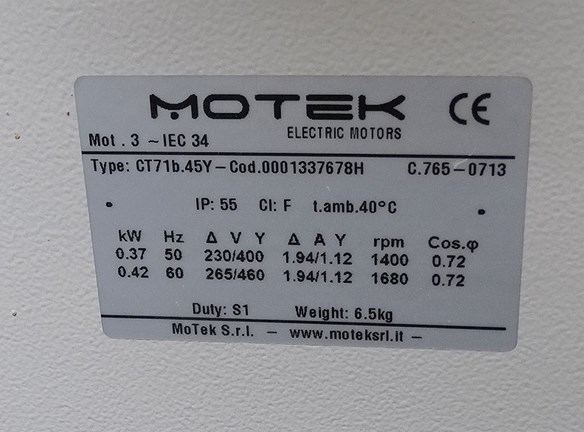 MOTEK CE
ELECTRIC MOTORS
Mot . 3 ~IEC 34
Type: CT71b.45Y – Cod.0001337678H C.765–0713
IP: 55 Cl: F t.amb.40°C
kW Hz Δ V Y Δ A Y rpm Cos.φ
0.37 50 230/400 1.94/1.12 1400 0.72
0.42 60 265/460 1.94/1.12 1680 0.72
Duty: S1 Weight: 6.5kg
MoTek S.r.l. – www.moteksrl.it –